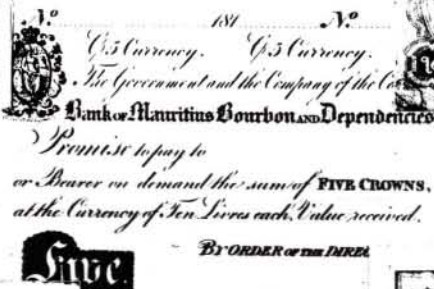 No 181 No
Currency. Currency.
The Government and the Company of the
Bank of Mauritius Bourbon and Dependencies
Promise to pay to
or Bearer on demand the sum of FIVE CROWNS,
at the Currency of Ten Livres each, Value received.
BY ORDER OF THE
Five.